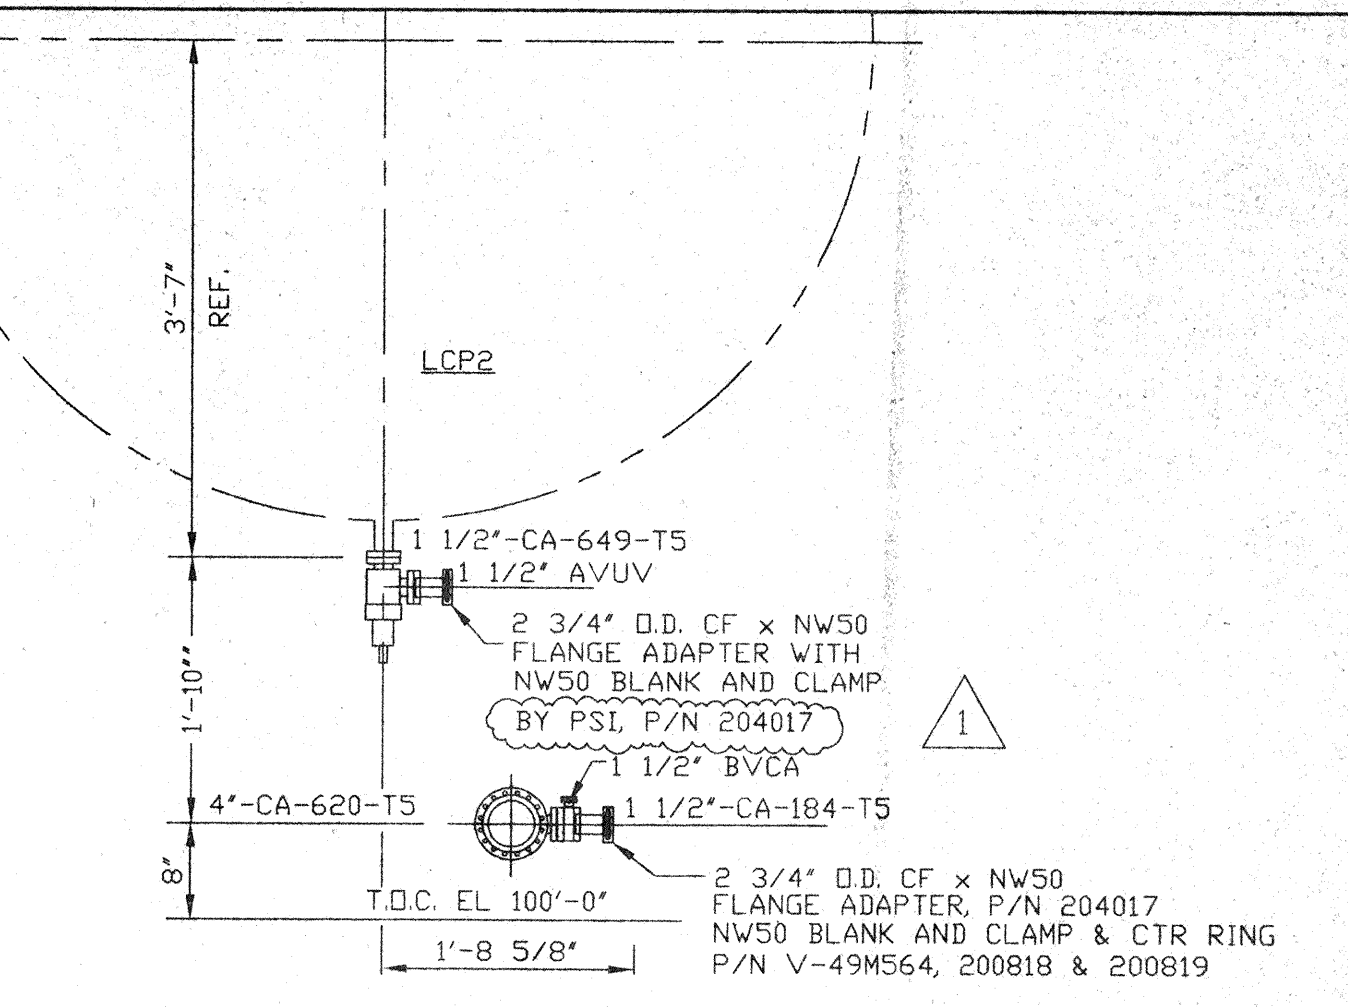 3'-7"
REF.
LCP2
1 1/2"-CA-649-T5
1 1/2" AVUV
2 3/4" O.D. CF x NW50
FLANGE ADAPTER WITH
NW50 BLANK AND CLAMP
BY PSI, P/N 204017
1
1'-10""
1 1/2" BVCA
4"-CA-620-T5
1 1/2"-CA-184-T5
8"
T.O.C. EL 100'-0"
1'-8 5/8"
2 3/4" O.D. CF x NW50
FLANGE ADAPTER, P/N 204017
NW50 BLANK AND CLAMP & CTR RING
P/N V-49M564, 200818 & 200819